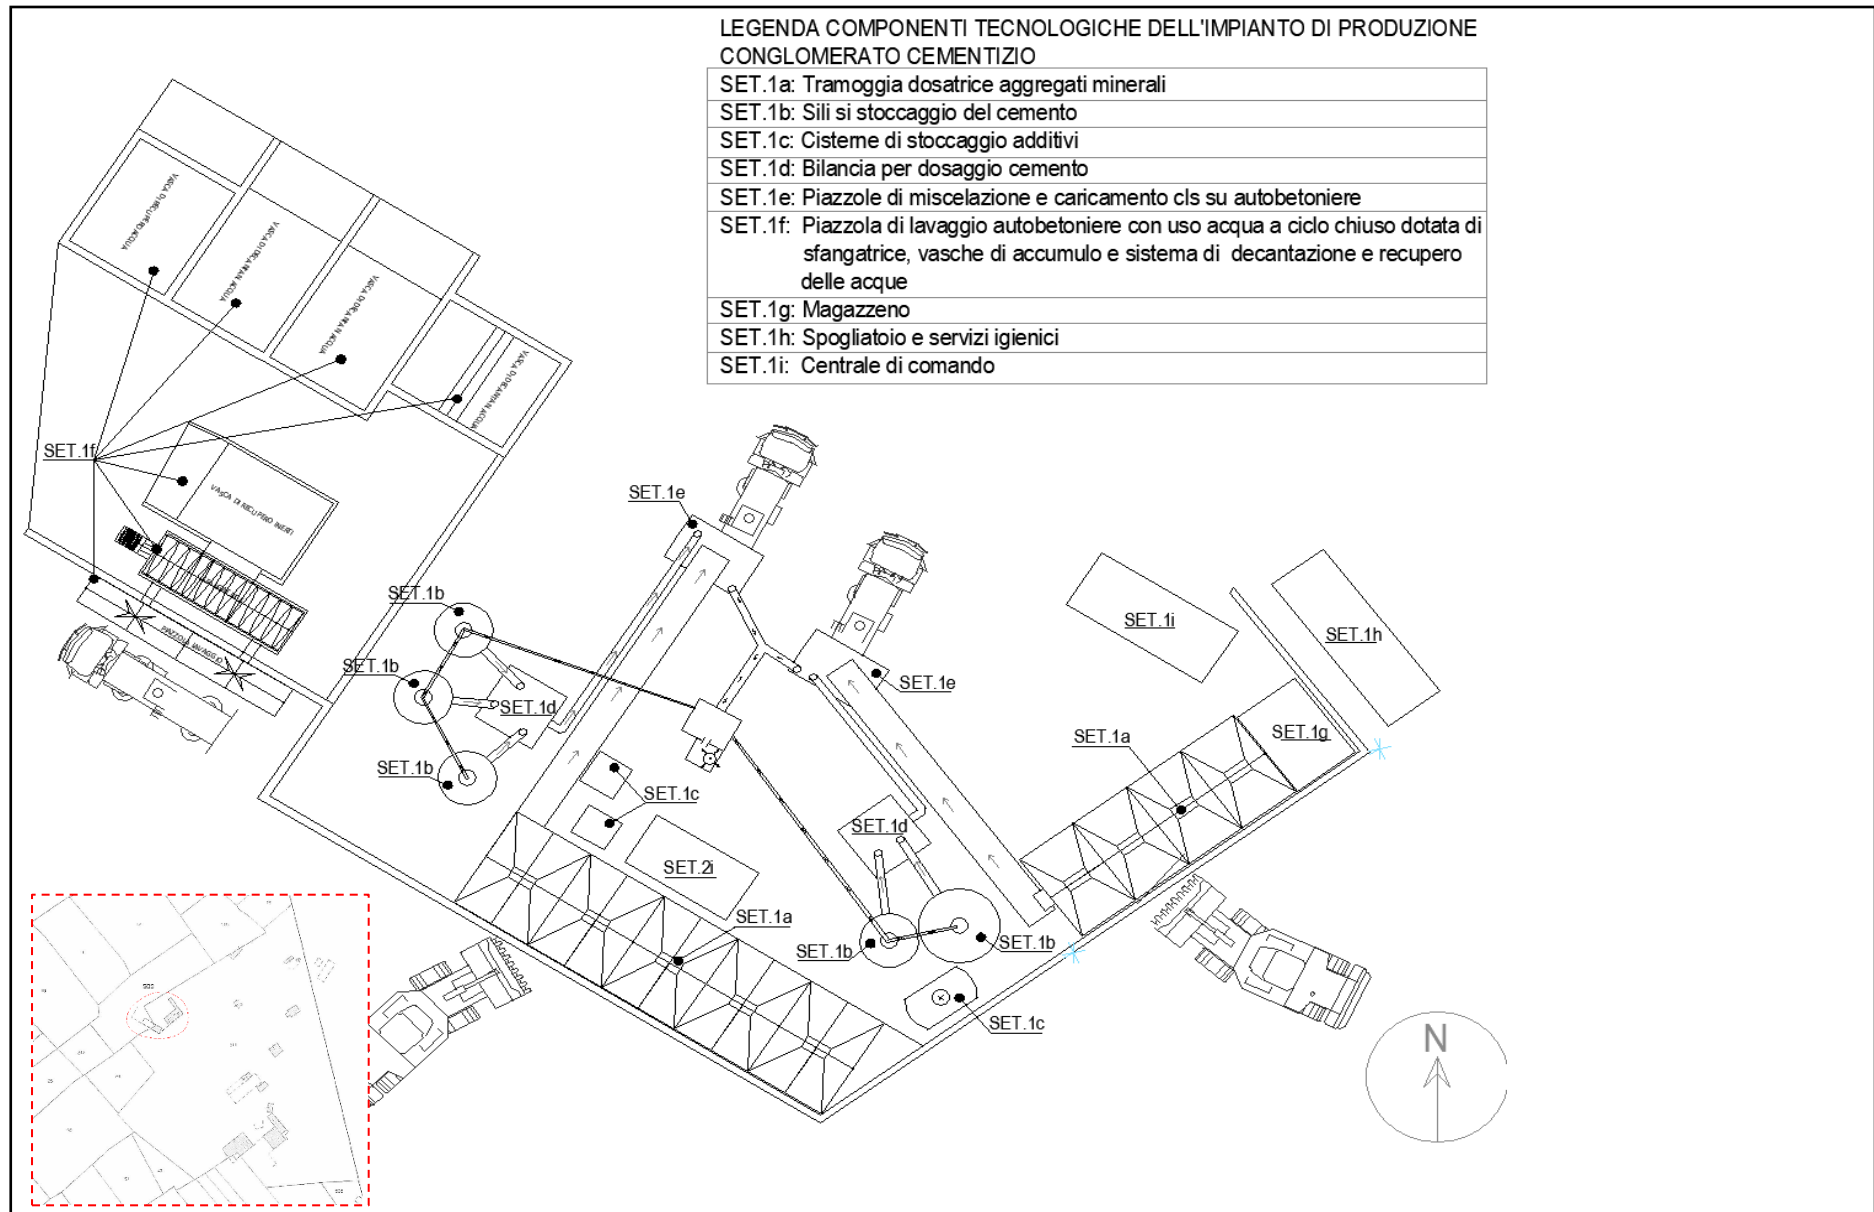 LEGENDA COMPONENTI TECNOLOGICHE DELL'IMPIANTO DI PRODUZIONE
CONGLOMERATO CEMENTIZIO
SET.1a: Tramoggia dosatrice aggregati minerali
SET.1b: Sili si stoccaggio del cemento
SET.1c: Cisterne di stoccaggio additivi
SET.1d: Bilancia per dosaggio cemento
SET.1e: Piazzole di miscelazione e caricamento cls su autobetoniere
SET.1f: Piazzola di lavaggio autobetoniere con uso acqua a ciclo chiuso dotata di
sfangatrice, vasche di accumulo e sistema di decantazione e recupero
delle acque
SET.1g: Magazzeno
SET.1h: Spogliatoio e servizi igienici
SET.1i: Centrale di comando
VASCA DI RECUPERO ACQUA
SET.1f
VASCA DI RECUPERO INERTI
SET.1e
SET.1b
SET.1i
SET.1h
SET.1b
SET.1e
SET.1d
SET.1g
SET.1a
SET.1b
SET.1c
SET.1d
SET.2i
SET.1a
SET.1b
SET.1b
SET.1c
N